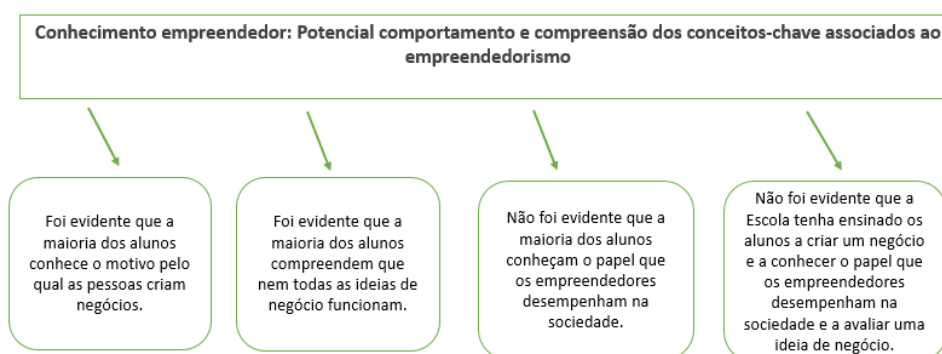 Conhecimento empreendedor: Potencial comportamento e compreensão dos conceitos-chave associados ao
empreendedorismo
Foi evidente que a
maioria dos alunos
conhece o motivo pelo
qual as pessoas criam
negócios.
Foi evidente que a
maioria dos alunos
compreendem que
nem todas as ideias de
negócio funcionam.
Não foi evidente que a
maioria dos alunos
conheçam o papel que
os empreendedores
desempenham na
sociedade.
Não foi evidente que a
Escola tenha ensinado os
alunos a criar um negócio
e a conhecer o papel que
os empreendedores
desempenham na
sociedade e a avaliar uma
ideia de negócio.